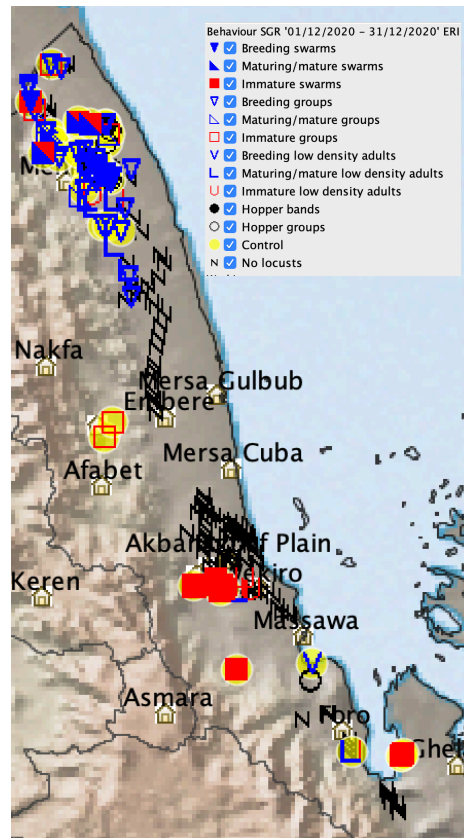 Behaviour SGR '01/12/2020 - 31/12/2020' ERI
Breeding swarms
Maturing/mature swarms
Immature swarms
Breeding groups
Maturing/mature groups
Immature groups
Breeding low density adults
Maturing/mature low density adults
Immature low density adults
Hopper bands
Hopper groups
Control
N No locusts
Nakfa
Mersa Gulbub
Mersa Cuba
Afabet
Plain
Keren
Massawa
Asmara
N
Foro